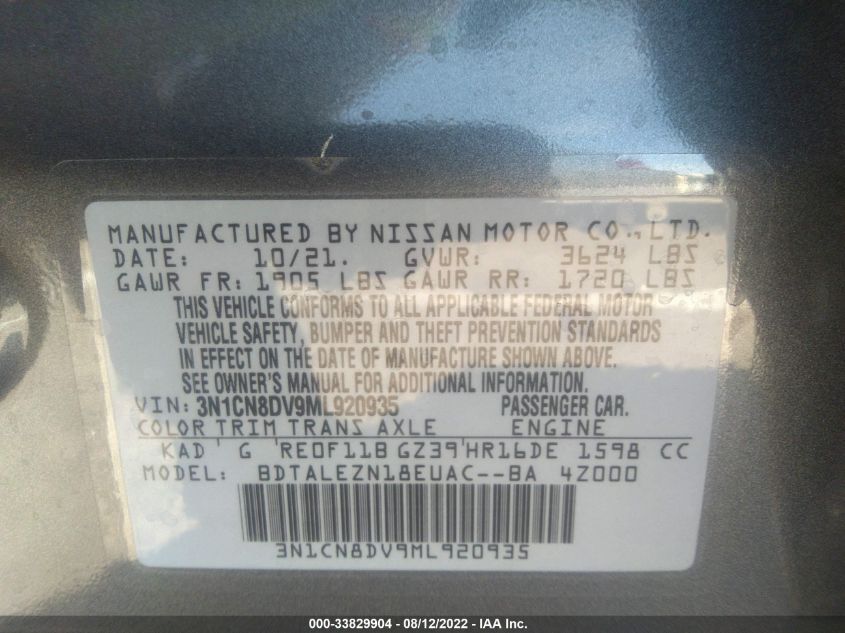 MANUFACTURED BY NISSAN MOTOR CO., LTD.
DATE: 10/21. GVWR: 3624 LBS
GAWR FR: 1905 LBS GAWR RR: 1720 LBS
THIS VEHICLE CONFORMS TO ALL APPLICABLE FEDERAL MOTOR
VEHICLE SAFETY, BUMPER AND THEFT PREVENTION STANDARDS
IN EFFECT ON THE DATE OF MANUFACTURE SHOWN ABOVE.
SEE OWNER'S MANUAL FOR ADDITIONAL INFORMATION.
VIN: 3N1CN8DV9ML920935 PASSENGER CAR.
COLOR TRIM TRANS AXLE ENGINE
KAD G RE0F11B GZ39 HR16DE 1598 CC
MODEL: BDTALEZN18EUAC--BA 4Z000
3N1CN8DV9ML920935
000-33829904 - 08/12/2022 - IAA Inc.